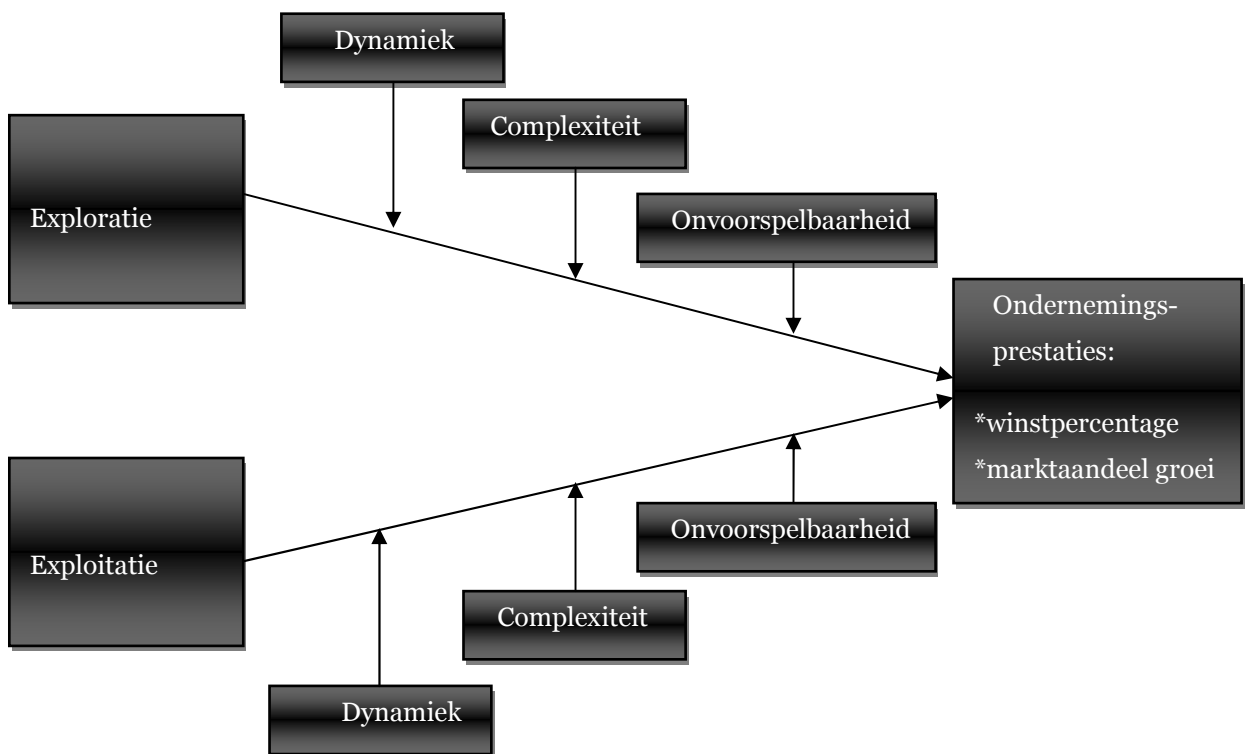 Dynamiek
Complexiteit
Exploratie
Onvoorspelbaarheid
Ondernemings-
prestaties:
*winstpercentage
*marktaandeel groei
Onvoorspelbaarheid
Exploitatie
Complexiteit
Dynamiek